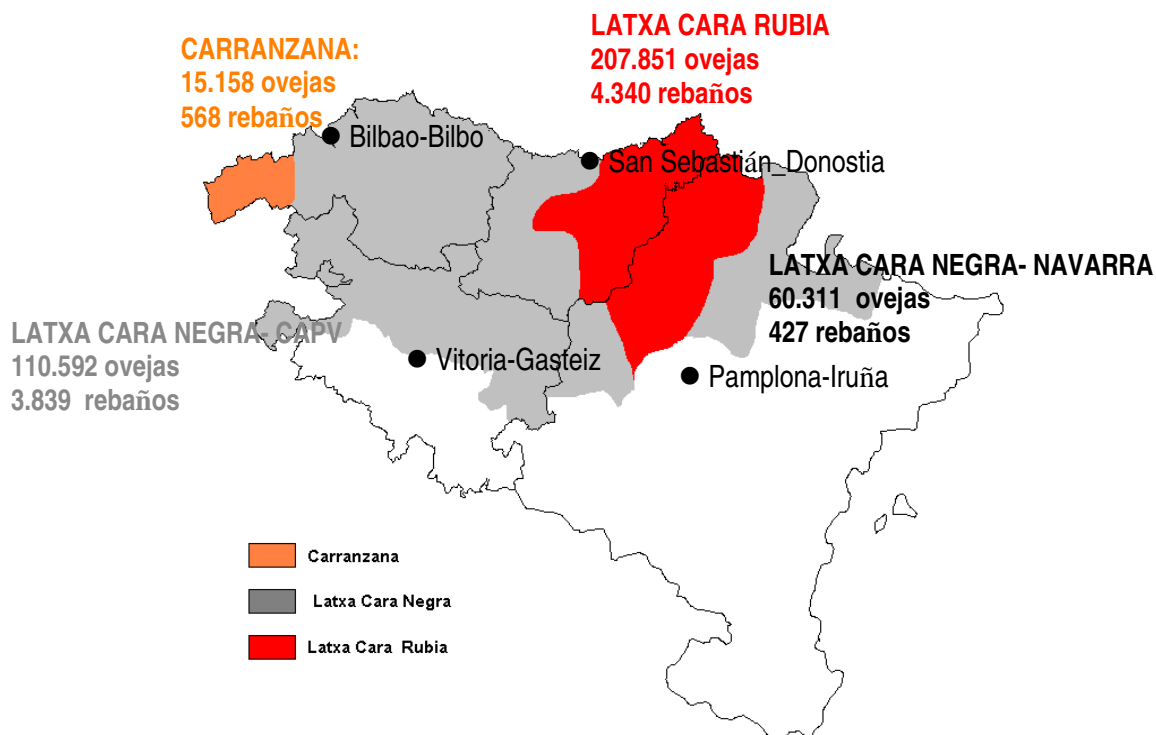 LATXA CARA RUBIA
207.851 ovejas
4.340 rebaños
CARRANZANA:
15.158 ovejas
568 rebaños
Bilbao-Bilbo
San Sebastián_Donostia
LATXA CARA NEGRA- NAVARRA
60.311 ovejas
427 rebaños
LATXA CARA NEGRA- CAPV
110.592 ovejas
3.839 rebaños
Vitoria-Gasteiz
Pamplona-Iruña
Carranzana
Latxa Cara Negra
Latxa Cara Rubia